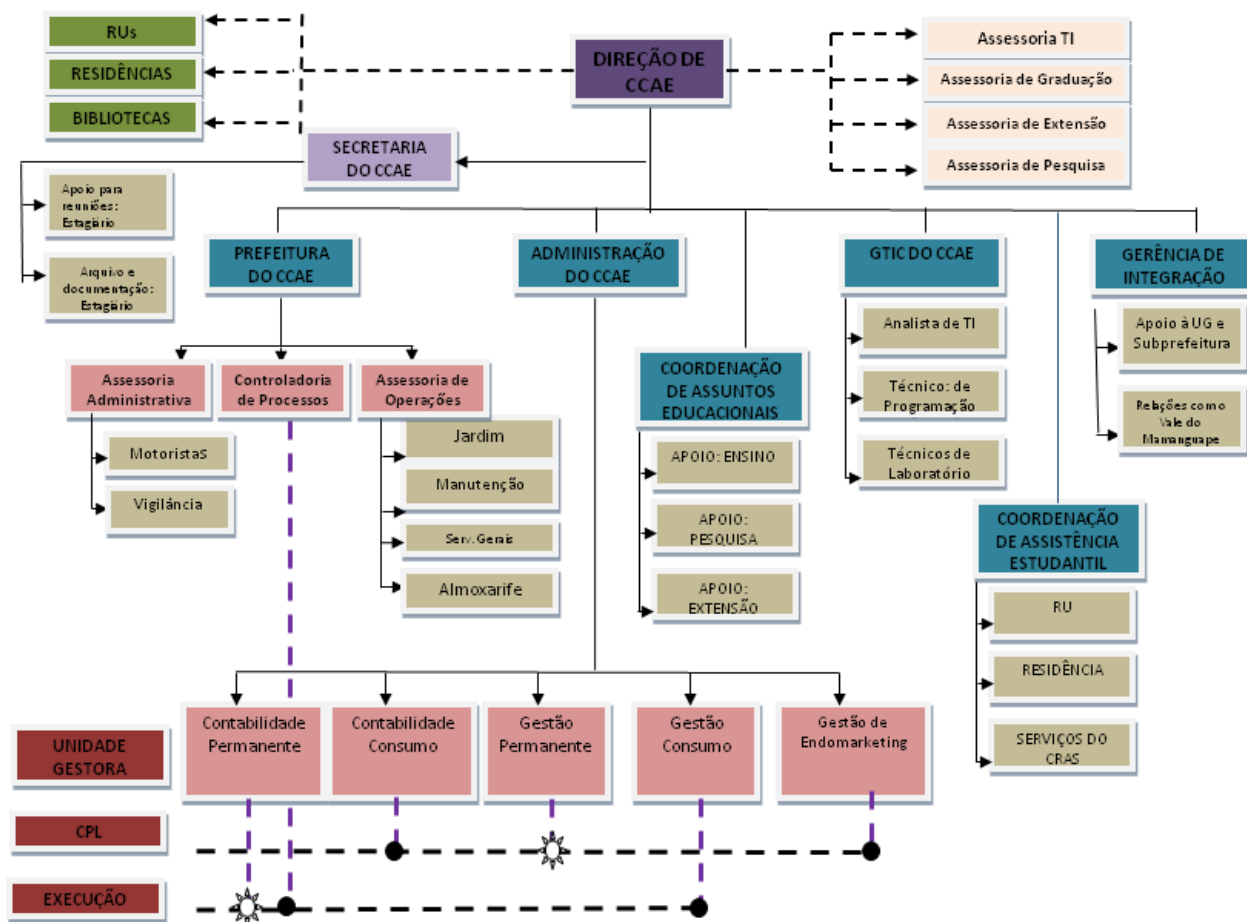 RUs
RESIDÊNCIAS
BIBLIOTECAS
DIREÇÃO DE
CCAE
Assessoria TI
Assessoria de Graduação
Assessoria de Extensão
Assessoria de Pesquisa
SECRETARIA
DO CCAE
Apoio para
reuniões:
Estagiário
Arquivo e
documentação:
Estagiário
PREFEITURA
DO CCAE
ADMINISTRAÇÃO
DO CCAE
GTIC DO CCAE
GERÊNCIA DE
INTEGRAÇÃO
Assessoria
Administrativa
Controladoria
de Processos
Assessoria de
Operações
MotoristaS
Vigilância
Jardim
Manutenção
Serv. Gerais
Almoxarife
COORDENAÇÃO
DE ASSUNTOS
EDUCACIONAIS
APOIO: ENSINO
APOIO:
PESQUISA
APOIO:
EXTENSÃO
Analista de TI
Técnico: de
Programação
Técnicos de
Laboratório
Apoio à UG e
Subprefeitura
Relações como
Vale do
Mamanguape
COORDENAÇÃO
DE ASSISTÊNCIA
ESTUDANTIL
RU
RESIDÊNCIA
SERVIÇOS DO
CRAS
Contabilidade
Permanente
Contabilidade
Consumo
Gestão
Permanente
Gestão
Consumo
Gestão de
Endomarketing
UNIDADE
GESTORA
CPL
EXECUÇÃO